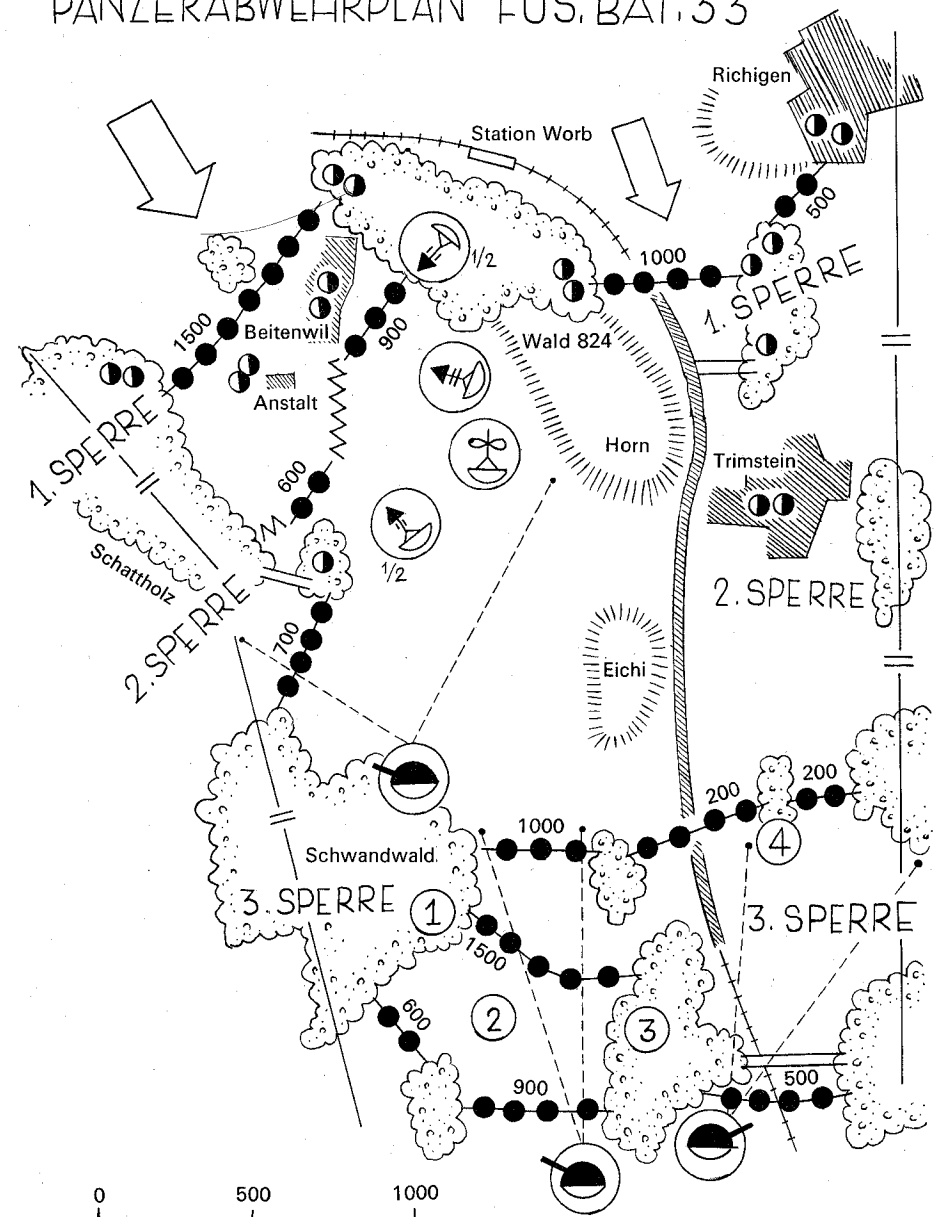 PANZERABWEHRPLAN FÜS. BAT. 33
Richigen
Station Worb
500
1/2
1000
1. SPERRE
1500
Beitenwil
900
Wald 824
Anstalt
1. SPERRE
Horn
Trimstein
600
1/2
Schattholz
2. SPERRE
2. SPERRE
700
Eichi
200
200
1000
4
Schwandwald
3. SPERRE
1
3. SPERRE
1500
600
2
3
500
900
0 500 1000